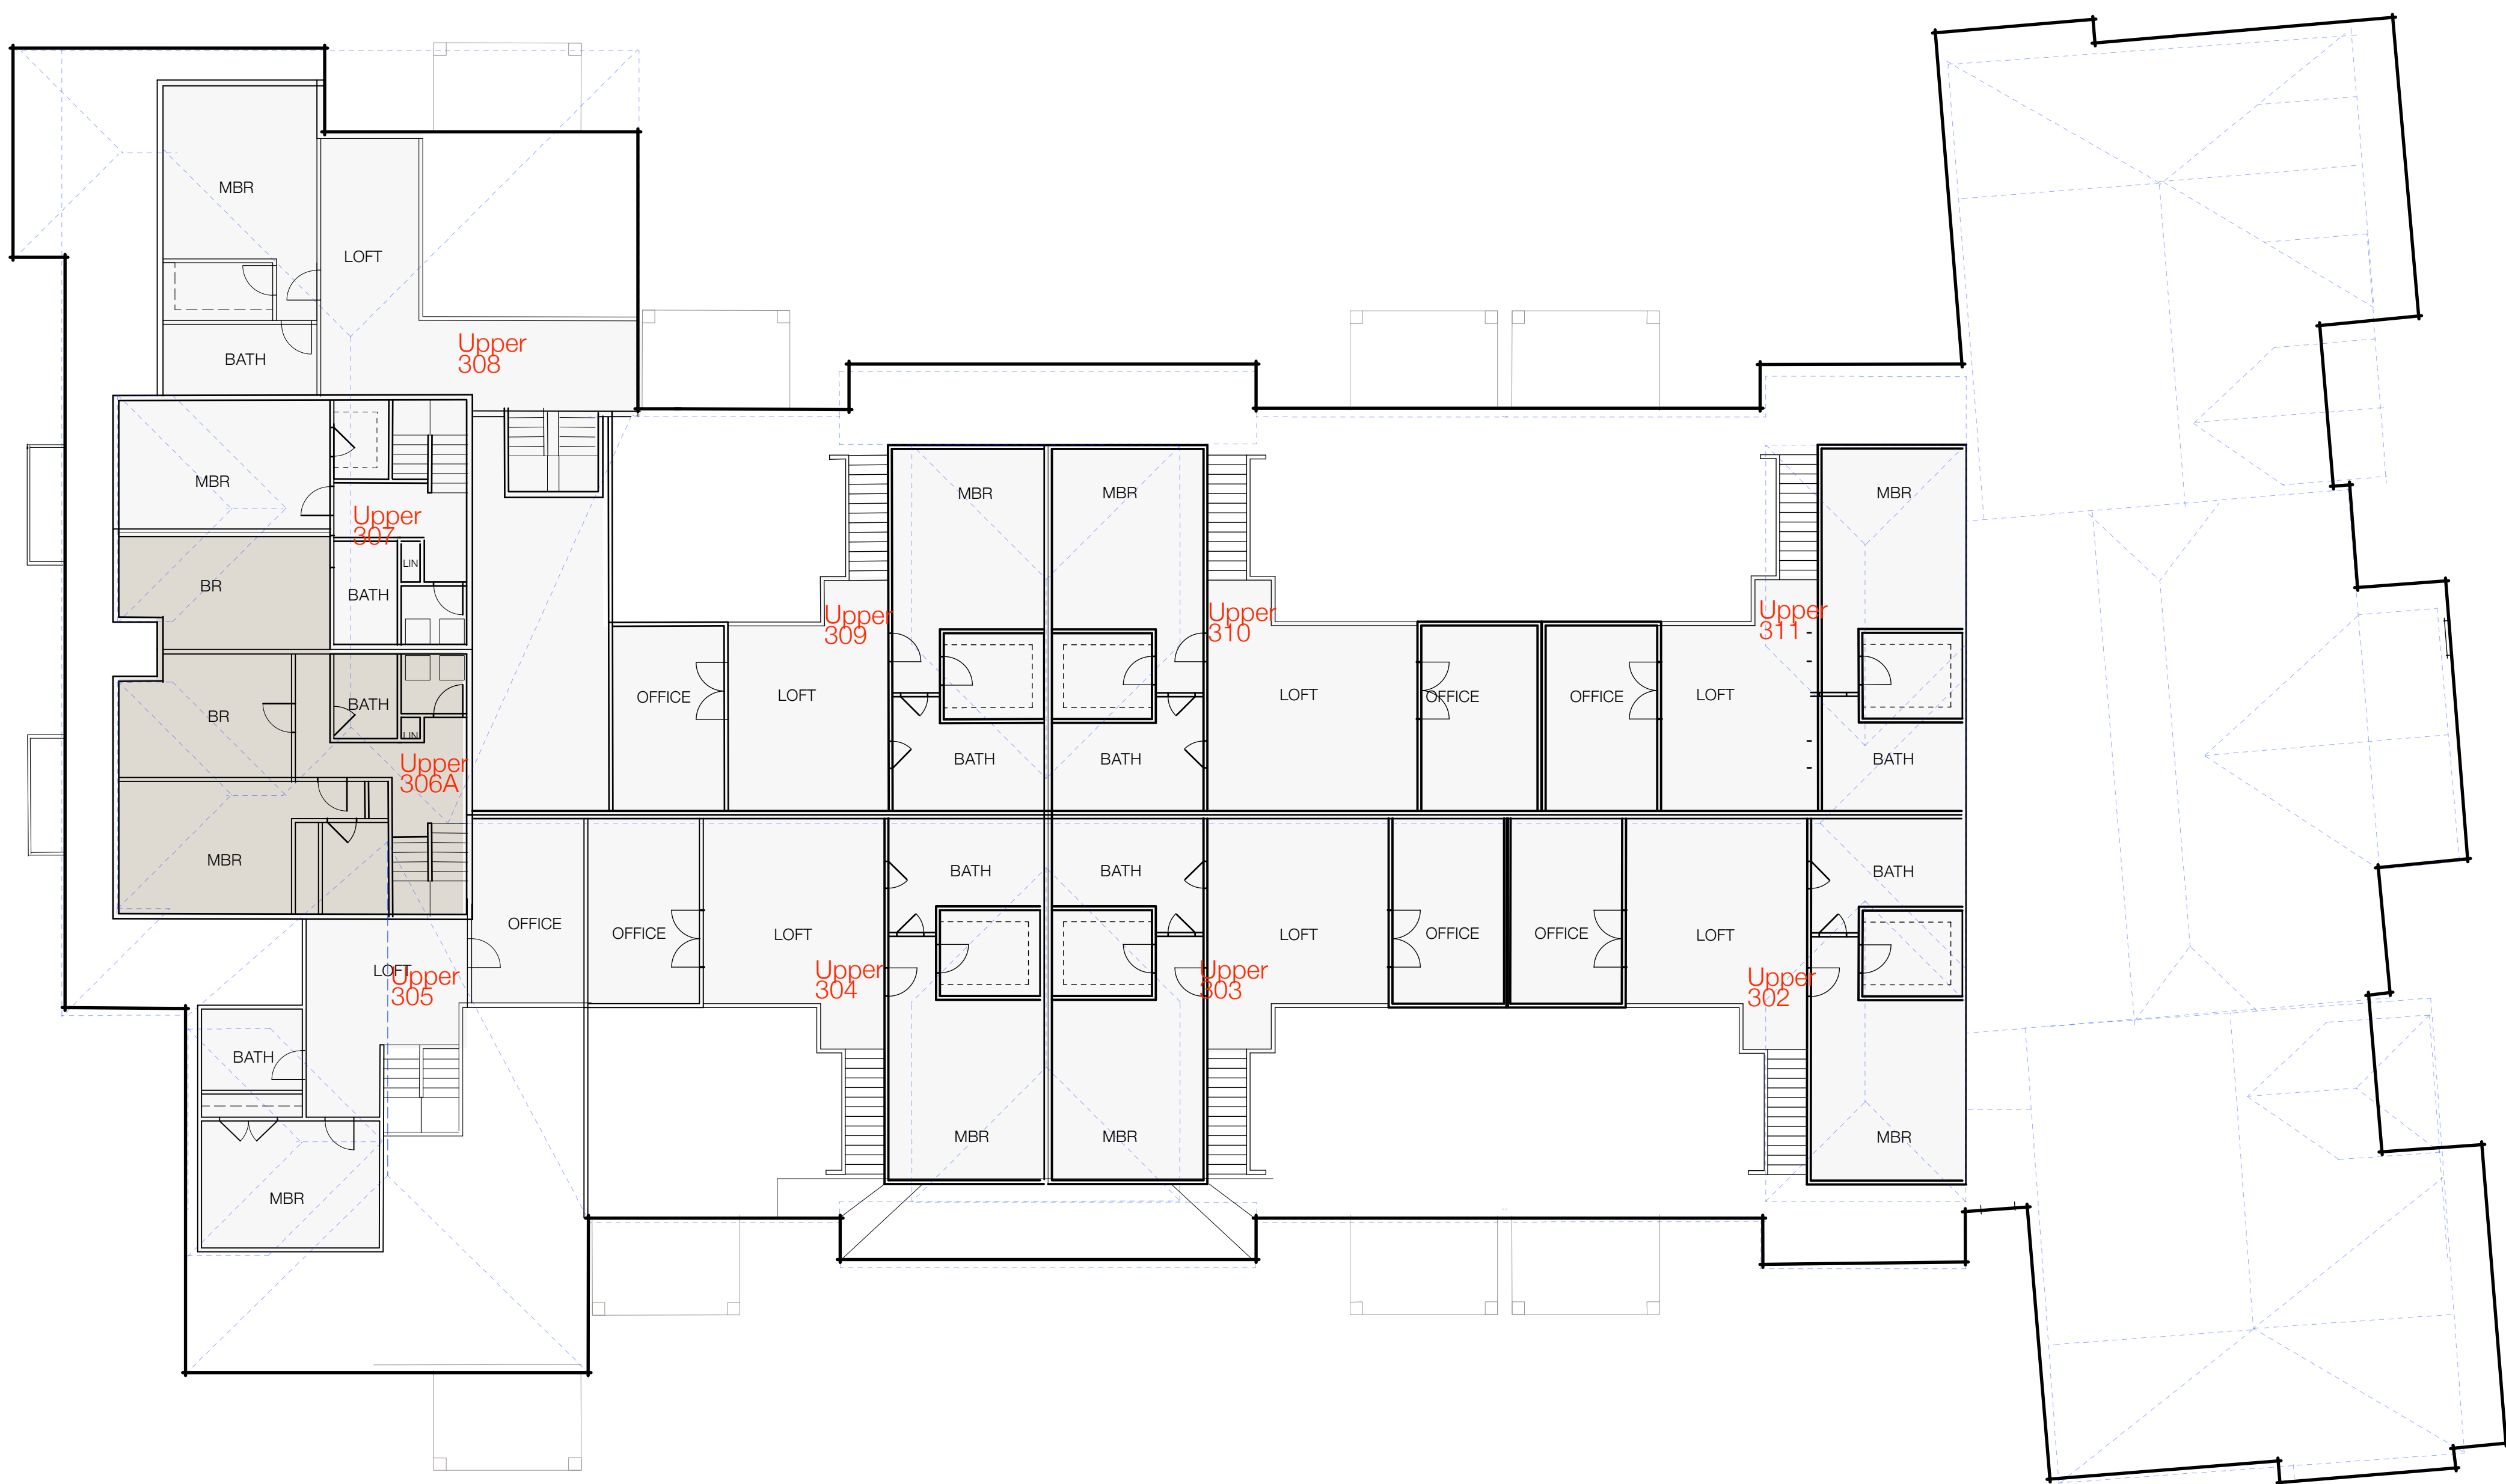 MBR
LOFT
Upper
308
BATH
MBR
Upper
307
LIN
BR
BATH
BR
BATH
LIN
Upper
306A
MBR
MBR
MBR
MBR
Upper
309
Upper
310
Upper
311
OFFICE
LOFT
LOFT
OFFICE
OFFICE
LOFT
BATH
BATH
BATH
BATH
BATH
BATH
OFFICE
OFFICE
LOFT
LOFT
OFFICE
OFFICE
LOFT
LOFT
Upper
305
Upper
304
Upper
303
Upper
302
BATH
MBR
MBR
MBR
MBR